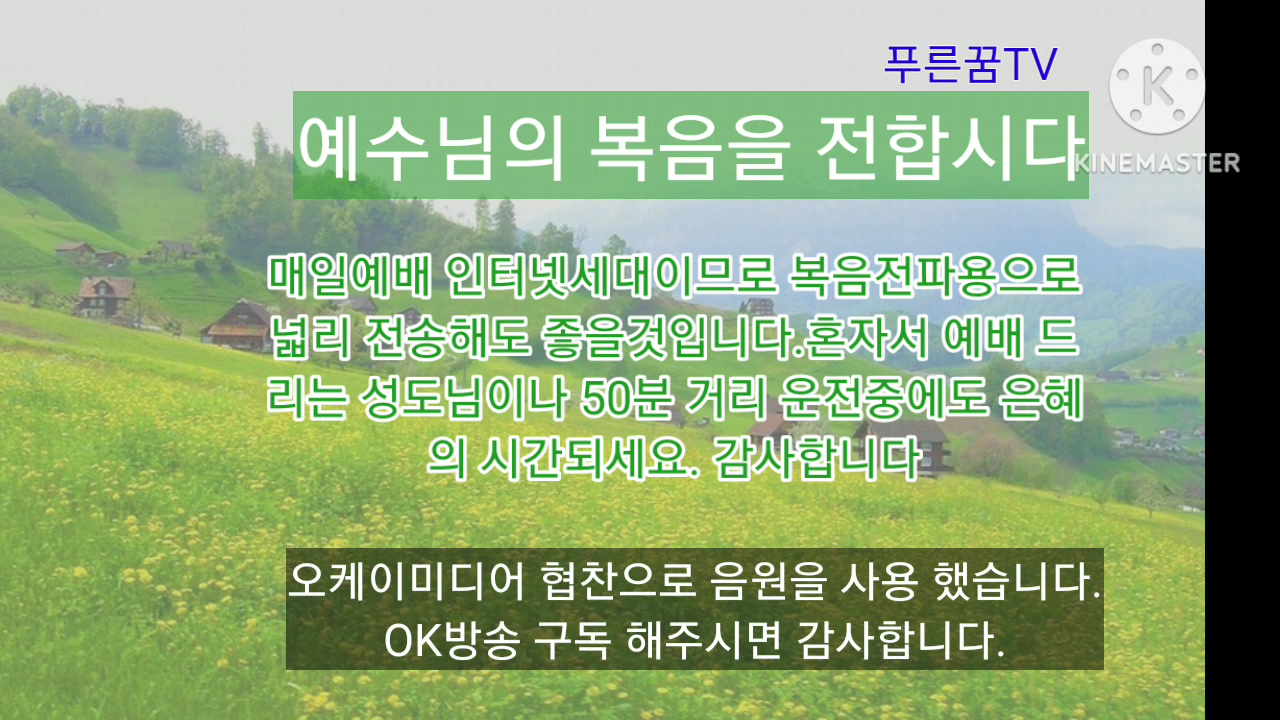 푸른꿈TV
예수님의 복음을 전합시다
KINEMASTER
매일예배 인터넷세대이므로 복음전파용으로
넓리 전송해도 좋을것입니다.혼자서 예배 드
리는 성도님이나 50분 거리 운전중에도 은혜
의 시간되세요. 감사합니다
오케이미디어 협찬으로 음원을 사용 했습니다.
OK방송 구독 해주시면 감사합니다.